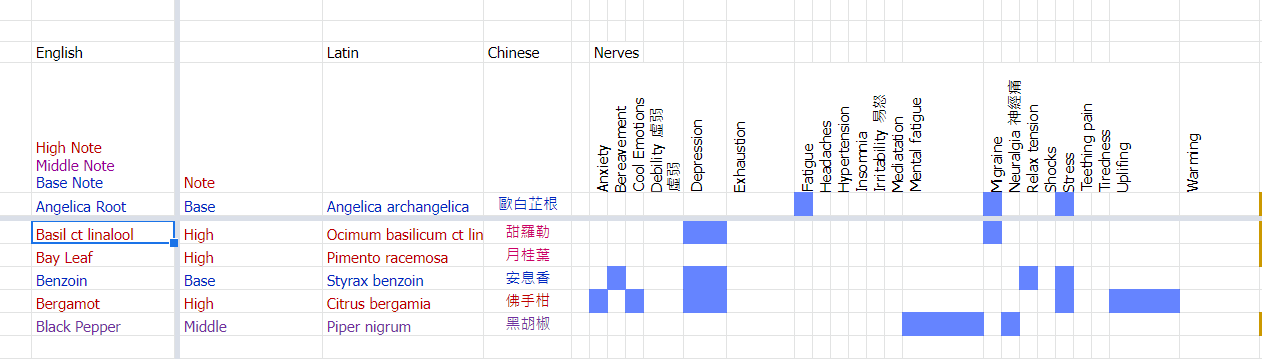 English Latin Chinese Nerves
High Note
Middle Note
Base Note
Note
Anxiety
Bereavement
Cool Emotions
Debility 虛弱
虛弱
Depression
Exhaustion
Fatigue
Headaches
Hypertension
Insomnia
Irritability 易怒
Mediatation
Mental fatigue
Migraine
Neuralgia 神經痛
Relax tension
Shocks
Stress
Teething pain
Tiredness
Uplifing
Warming
Angelica Root Base Angelica archangelica 歐白芷根
Basil ct linalool High Ocimum basilicum ct lin 甜羅勒
Bay Leaf High Pimento racemosa 月桂葉
Benzoin Base Styrax benzoin 安息香
Bergamot High Citrus bergamia 佛手柑
Black Pepper Middle Piper nigrum 黑胡椒